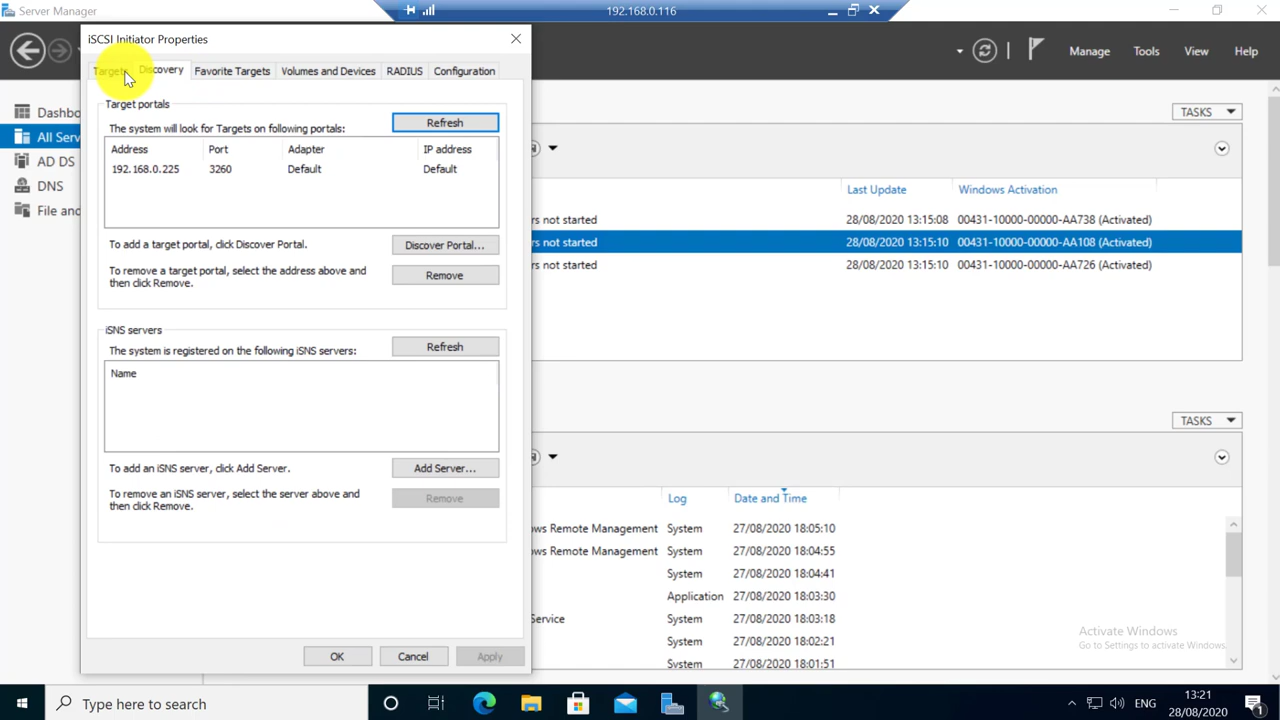 Server Manager
192.168.0.116
iSCSI Initiator Properties
Targets Discovery Favorite Targets Volumes and Devices RADIUS Configuration
Manage Tools View Help
Target portals
The system will look for Targets on following portals:
Refresh
Address Port Adapter IP address
192.168.0.225 3260 Default Default
To add a target portal, click Discover Portal.
Discover Portal...
To remove a target portal, select the address above and
then click Remove.
Remove
iSNS servers
The system is registered on the following iSNS servers:
Refresh
Name
To add an iSNS server, click Add Server.
Add Server...
To remove an iSNS server, select the server above and
then click Remove.
Remove
OK Cancel Apply
Dashbo
All Serv
AD DS
DNS
File and
TASKS
Last Update Windows Activation
rs not started 28/08/2020 13:15:08 00431-10000-00000-AA738 (Activated)
rs not started 28/08/2020 13:15:10 00431-10000-00000-AA108 (Activated)
rs not started 28/08/2020 13:15:10 00431-10000-00000-AA726 (Activated)
TASKS
Log Date and Time
ows Remote Management System 27/08/2020 18:05:10
ows Remote Management System 27/08/2020 18:04:55
System 27/08/2020 18:04:41
Application 27/08/2020 18:03:30
Service System 27/08/2020 18:03:18
System 27/08/2020 18:02:21
System 27/08/2020 18:01:51
Activate Windows
Go to Settings to activate Windows.
Type here to search
ENG
13:21
28/08/2020
1